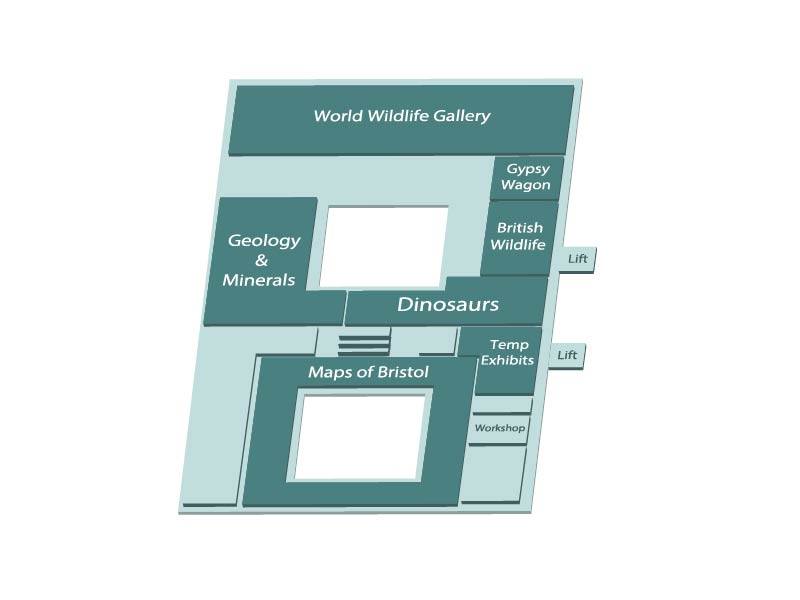 World Wildlife Gallery
Gypsy
Wagon
British
Wildlife
Geology
&
Minerals
Lift
Dinosaurs
Temp
Exhibits
Lift
Maps of Bristol
Workshop